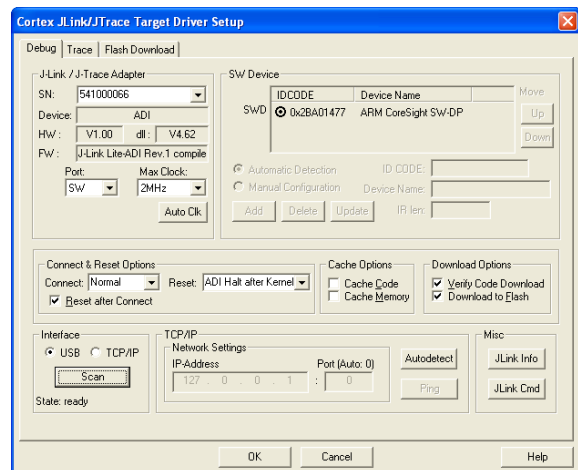 Cortex JLink/JTrace Target Driver Setup
Debug Trace Flash Download
J-Link / J-Trace Adapter
SN: 541000066
Device: ADI
HW : V1.00 dll : V4.62
FW : J-Link Lite-ADI Rev.1 compile
Port: Max Clock:
SW 2MHz
Auto Clk
SW Device
IDCODE Device Name Move
SWD 0x2BA01477 ARM CoreSight SW-DP Up
Down
Automatic Detection ID CODE:
Manual Configuration Device Name:
Add Delete Update IR len:
Connect & Reset Options
Connect: Normal Reset: ADI Halt after Kernel
Reset after Connect
Cache Options
Cache Code
Cache Memory
Download Options
Verify Code Download
Download to Flash
Interface
USB TCP/IP
Scan
State: ready
TCP/IP
Network Settings
IP-Address Port (Auto: 0)
127 . 0 . 0 . 1 : 0
Autodetect
Ping
Misc
JLink Info
JLink Cmd
OK Cancel Help